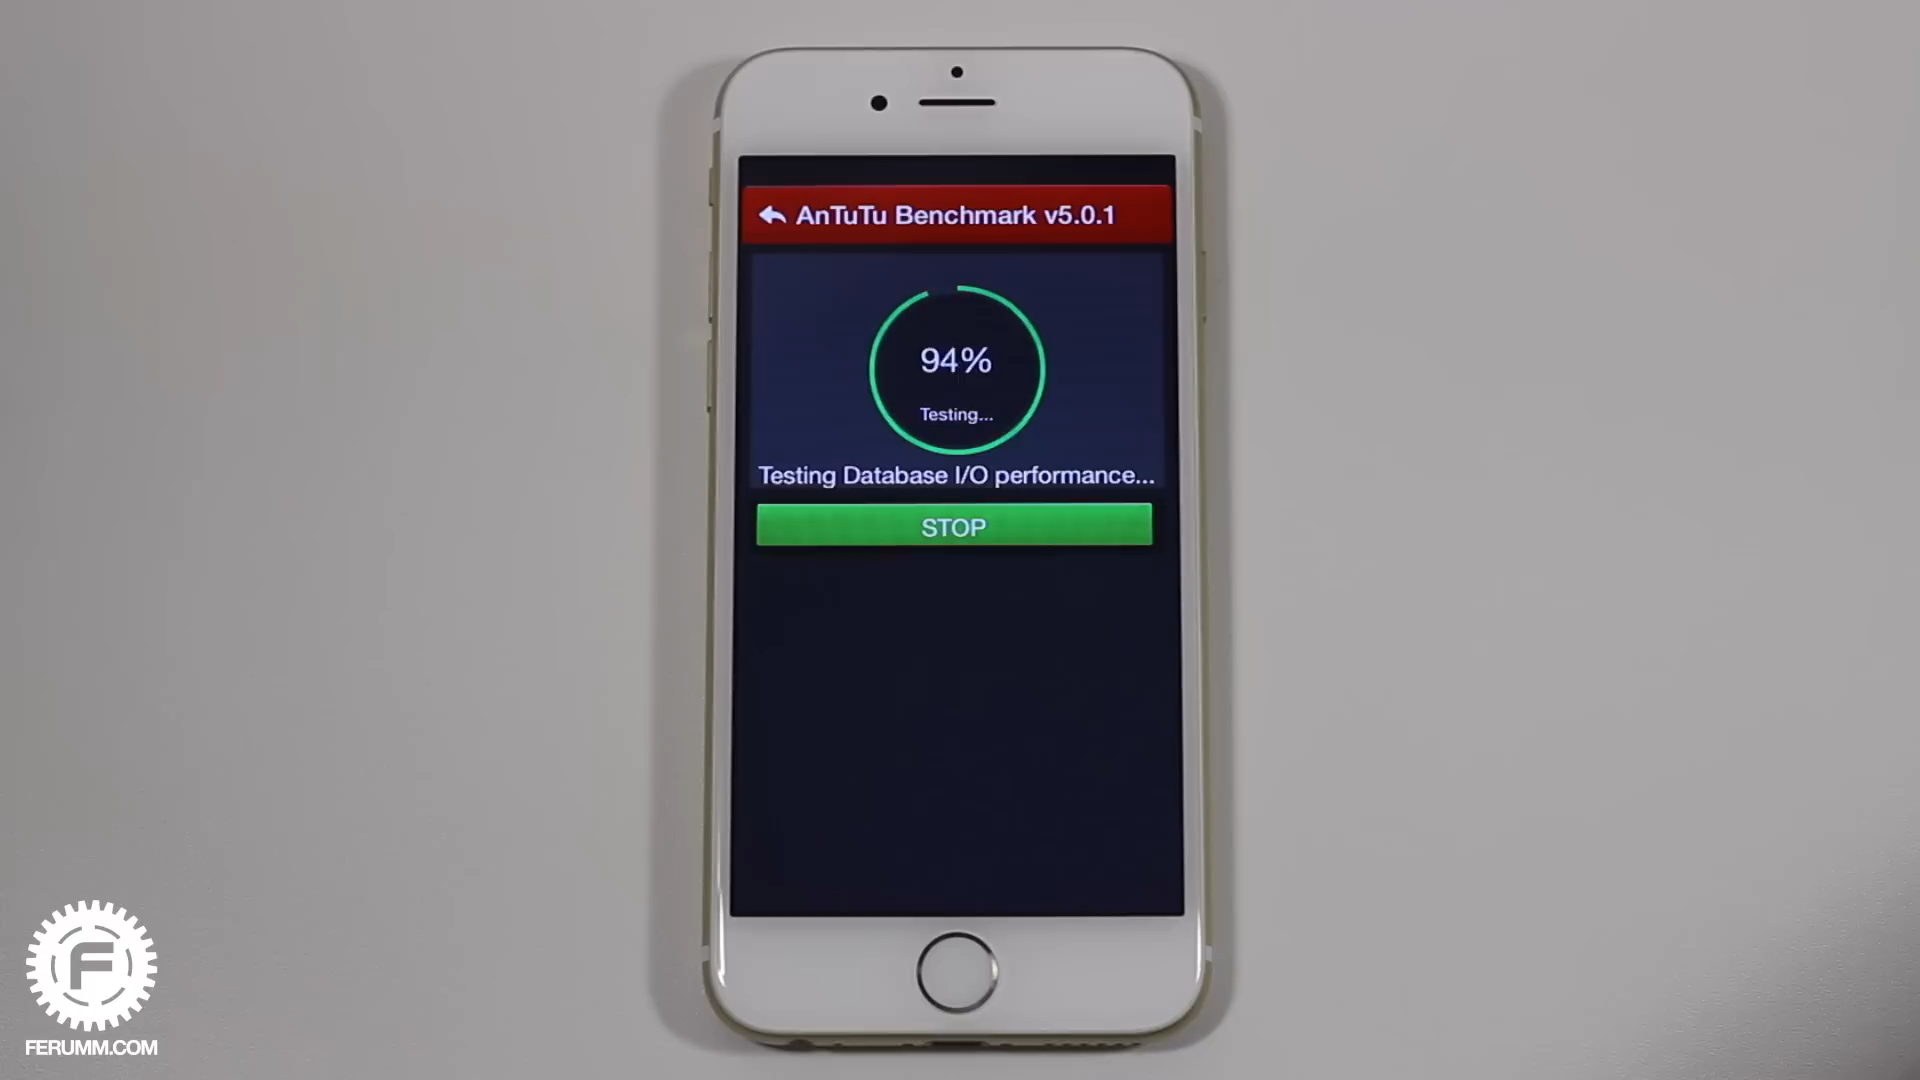 AnTuTu Benchmark v5.0.1
94%
Testing...
Testing Database I/O performance...
STOP
F
FERUMM.COM